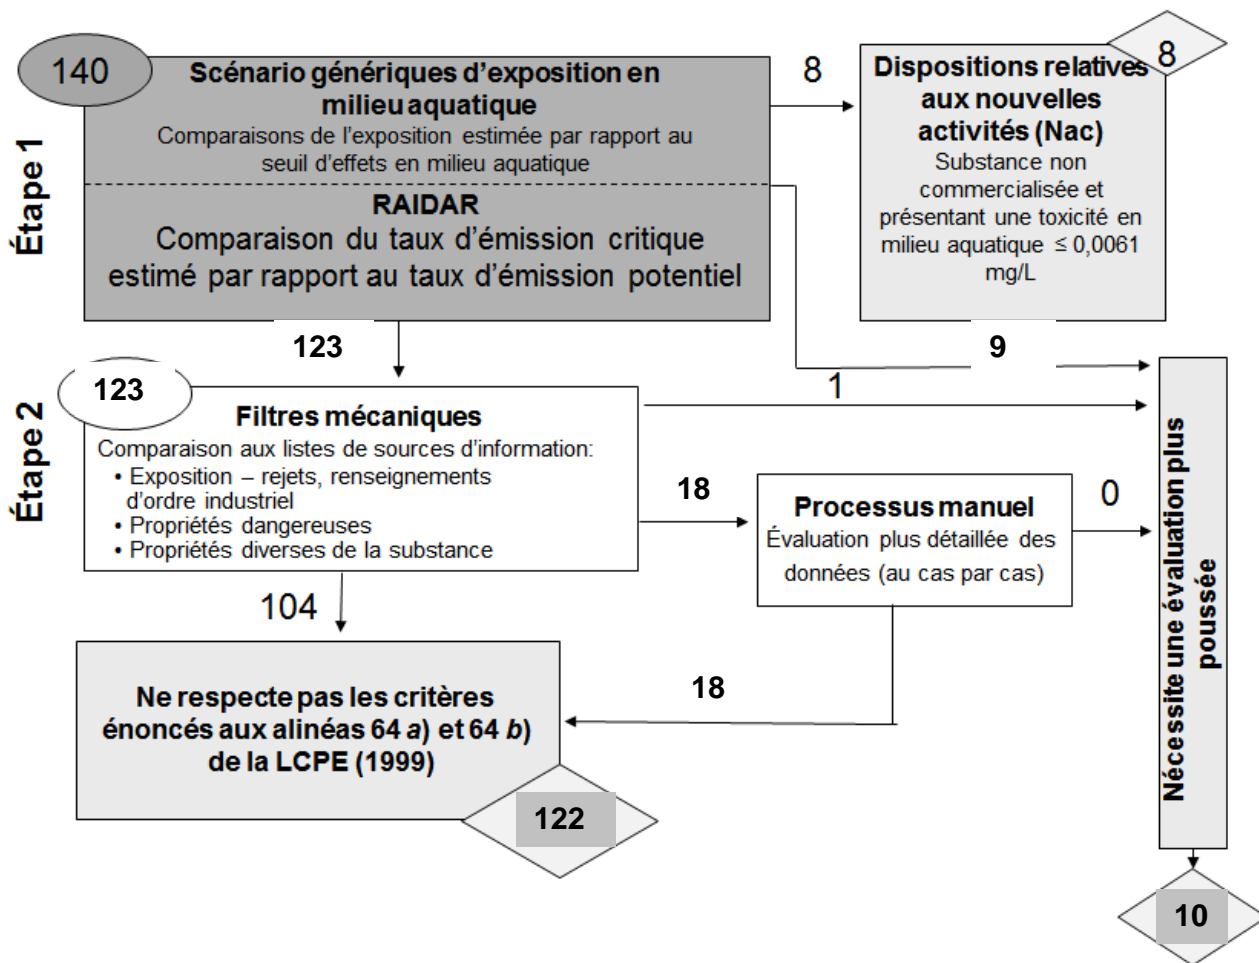 Étape 1
140
Scénario génériques d’exposition en
milieu aquatique
Comparaisons de l’exposition estimée par rapport au
seuil d’effets en milieu aquatique
RAIDAR
Comparaison du taux d’émission critique
estimé par rapport au taux d’émission potentiel
8
8
Dispositions relatives
aux nouvelles
activités (Nac)
Substance non
commercialisée et
présentant une toxicité en
milieu aquatique ≤ 0,0061
mg/L
123
9
Étape 2
123
Filtres mécaniques
Comparaison aux listes de sources d’information:
• Exposition – rejets, renseignements
d’ordre industriel
• Propriétés dangereuses
• Propriétés diverses de la substance
1
18
Processus manuel
Évaluation plus détaillée des
données (au cas par cas)
0
104
18
Ne respecte pas les critères
énoncés aux alinéas 64 a) et 64 b)
de la LCPE (1999)
122
Nécessite une évaluation plus
poussée
10